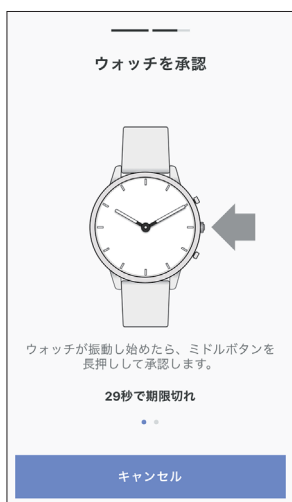 ウォッチを承認
ウォッチが振動し始めたら、ミドルボタンを
長押しして承認します。
29秒で期限切れ
キャンセル